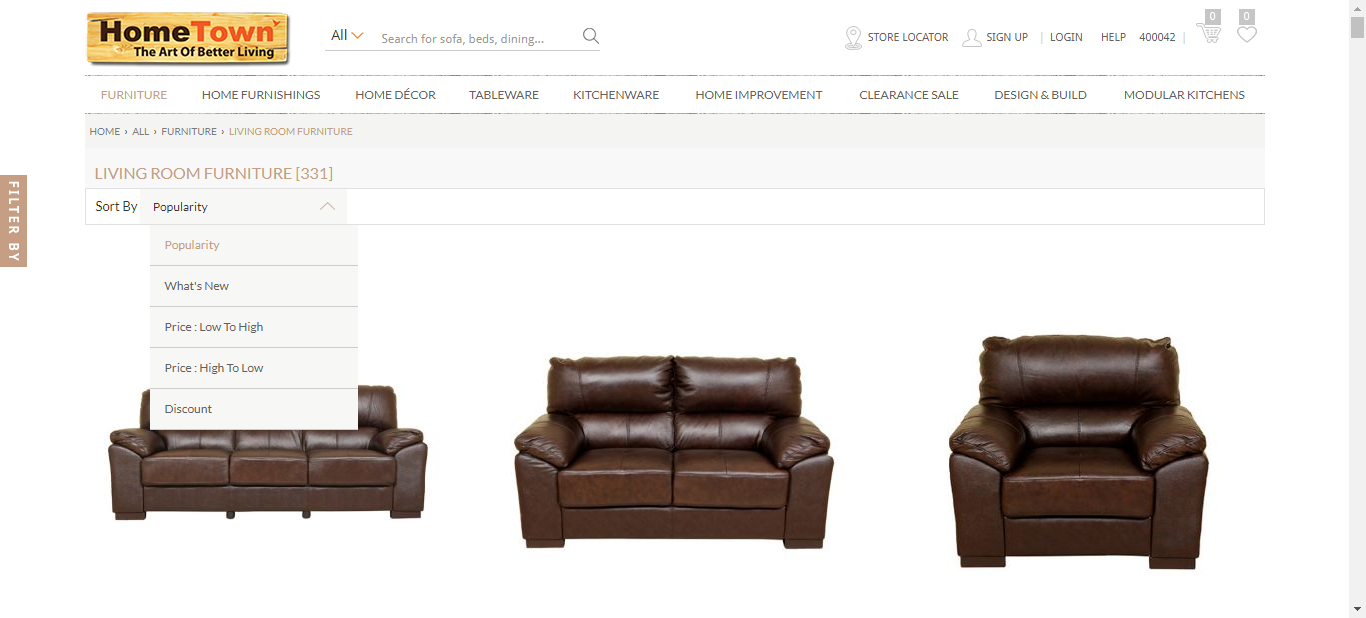 HomeTown
The Art Of Better Living
All
Search for sofa, beds, dining...
STORE LOCATOR
SIGN UP
| LOGIN
HELP
400042 |
0
0
FURNITURE
HOME FURNISHINGS
HOME DÉCOR
TABLEWARE
KITCHENWARE
HOME IMPROVEMENT
CLEARANCE SALE
DESIGN & BUILD
MODULAR KITCHENS
HOME › ALL › FURNITURE › LIVING ROOM FURNITURE
LIVING ROOM FURNITURE [331]
FILTER BY
Sort By Popularity
Popularity
What's New
Price : Low To High
Price : High To Low
Discount